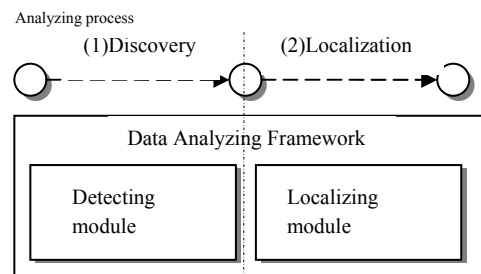 Analyzing process
(1)Discovery (2)Localization
Data Analyzing Framework
Detecting Localizing
module module